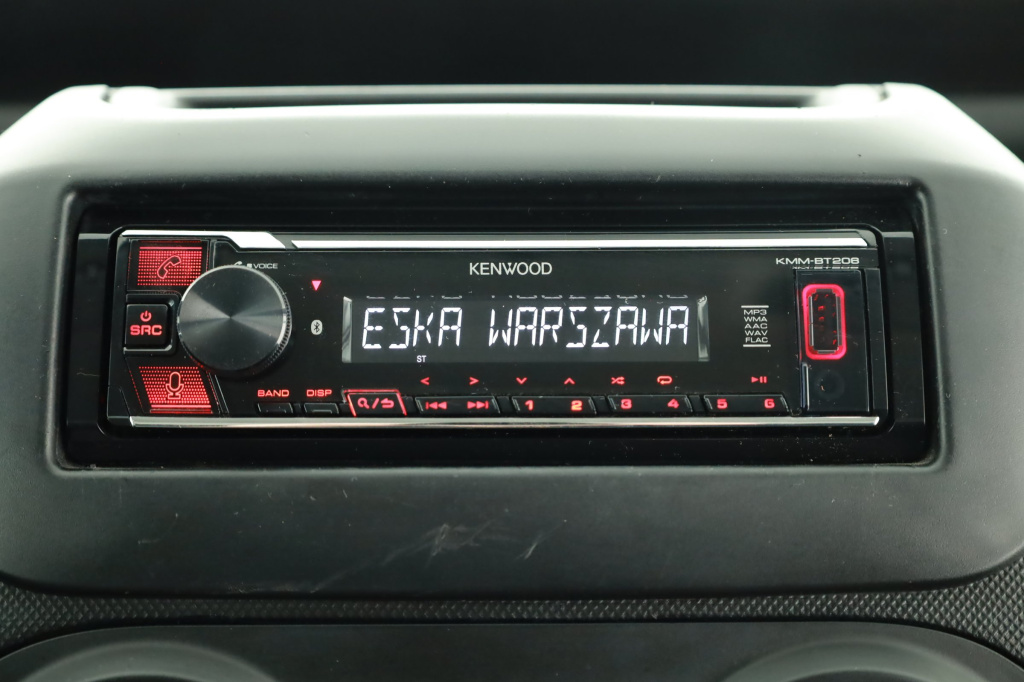 VOICE
KENWOOD
KMM-BT206
SRC
ESKA WARSZAWA
ST
MP3
WMA
AAC
WAV
FLAC
BAND
DISP
1
2
3
4
5
6